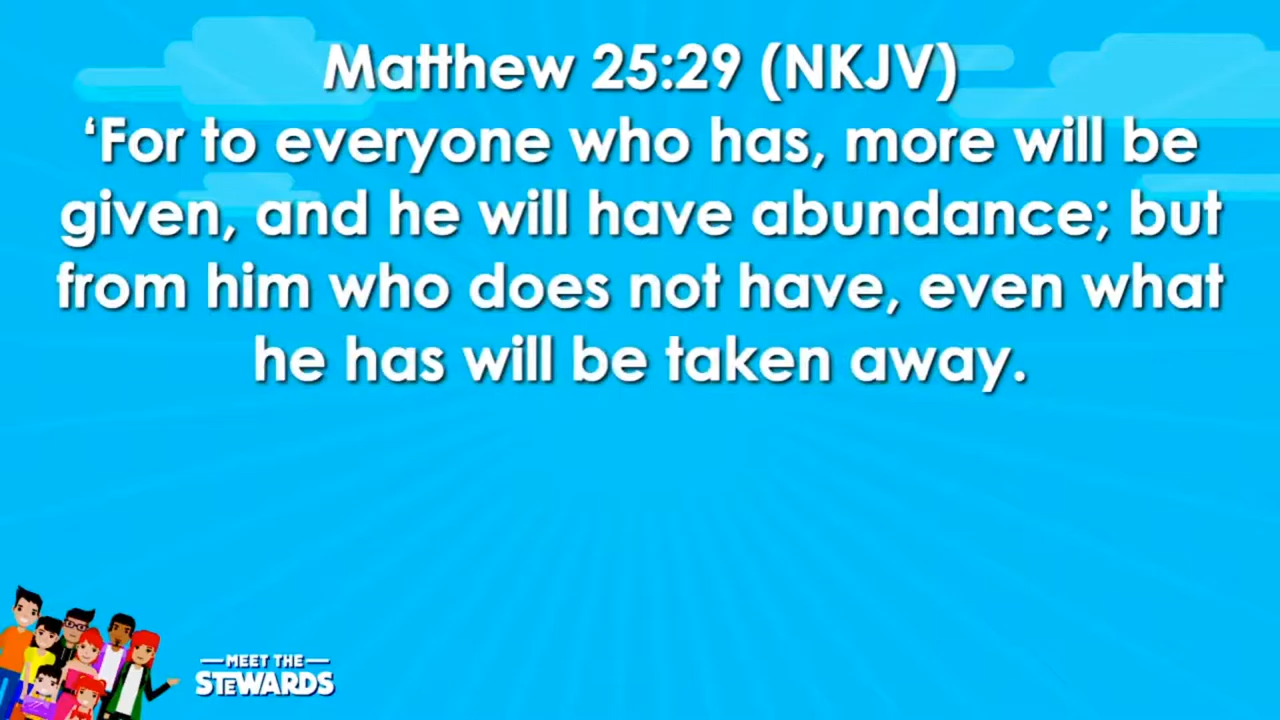 Matthew 25:29 (NKJV)
‘For to everyone who has, more will be
given, and he will have abundance; but
from him who does not have, even what
he has will be taken away.
MEET THE
STEWARDS